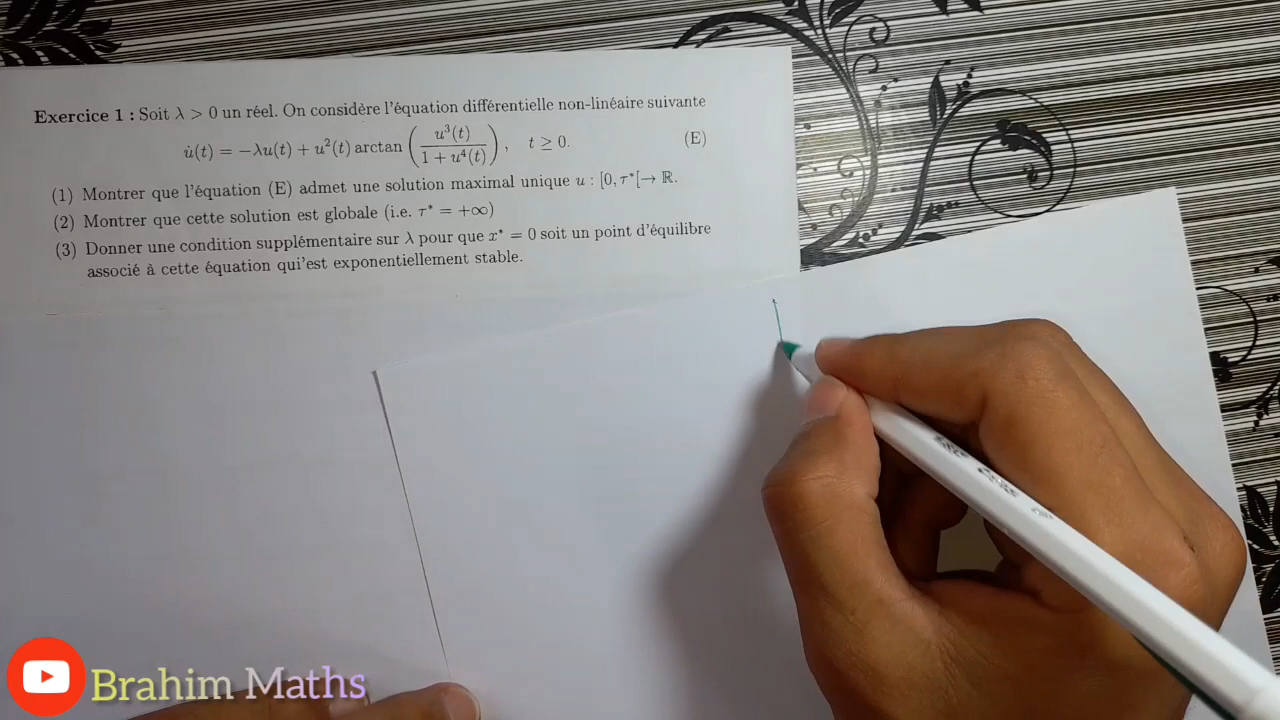 Exercice 1 : Soit λ > 0 un réel. On considère l'équation différentielle non-linéaire suivante
u̇(t) = −λu(t) + u²(t) arctan ( u³(t) / 1 + u⁴(t) ) , t ≥ 0. (E)
(1) Montrer que l'équation (E) admet une solution maximal unique u : [0, τ*[→ ℝ.
(2) Montrer que cette solution est globale (i.e. τ* = +∞)
(3) Donner une condition supplémentaire sur λ pour que x* = 0 soit un point d'équilibre
associé à cette équation qui'est exponentiellement stable.
Brahim Maths